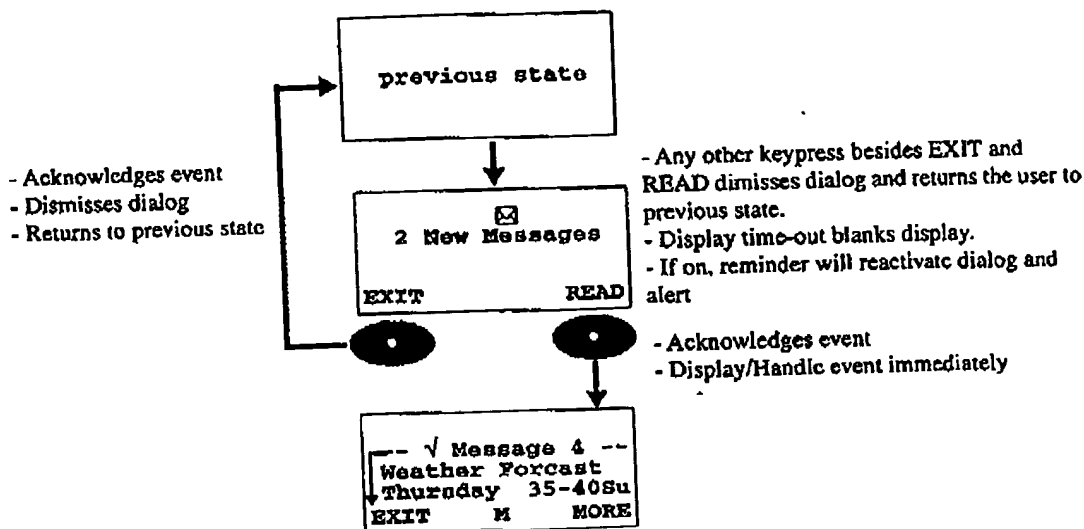 previous state
- Acknowledges event
- Dismisses dialog
- Returns to previous state
2 New Messages
EXIT READ
- Any other keypress besides EXIT and
READ dimisses dialog and returns the user to
previous state.
- Display time-out blanks display.
- If on, reminder will reactivate dialog and
alert
- Acknowledges event
- Display/Handle event immediately
-- √ Message 4 --
Weather Forcast
Thursday 35-40Su
EXIT M MORE